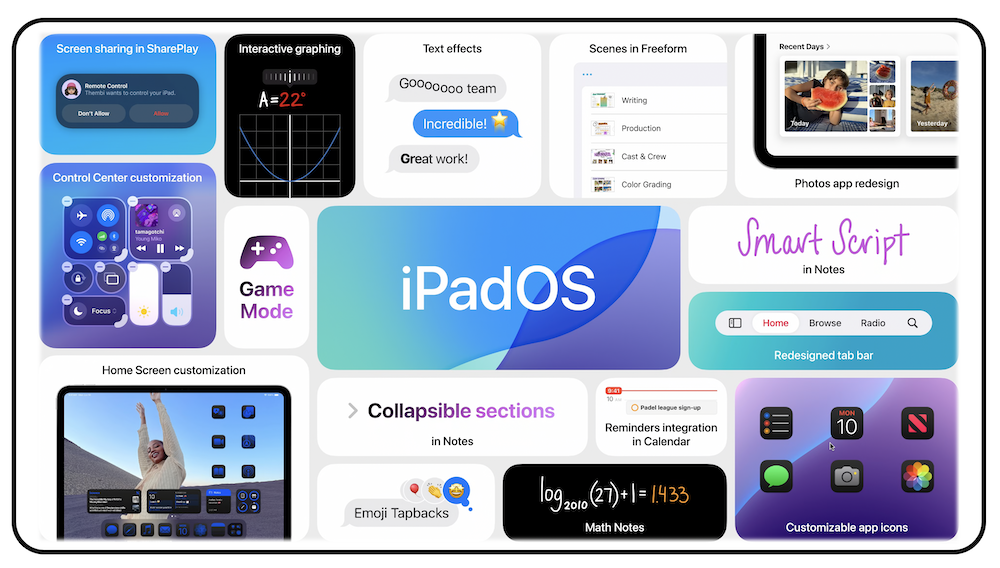 Screen sharing in SharePlay
Remote Control
Thembi wants to control your iPad.
Don't Allow
Allow
Interactive graphing
A=22°
Text effects
Gooooooo team
Incredible! ⭐
Great work!
Scenes in Freeform
Writing
Production
Cast & Crew
Color Grading
Recent Days >
Today
Yesterday
Photos app redesign
Control Center customization
tamagotchi
Young Miko
Focus
Game
Mode
iPadOS
Smart Script
in Notes
Home
Browse
Radio
Redesigned tab bar
Home Screen customization
10
> Collapsible sections
in Notes
9:41
10
Padel league sign-up
Reminders integration
in Calendar
MON
10
Customizable app icons
Emoji Tapbacks
log2010(27)+1=1.433
Math Notes